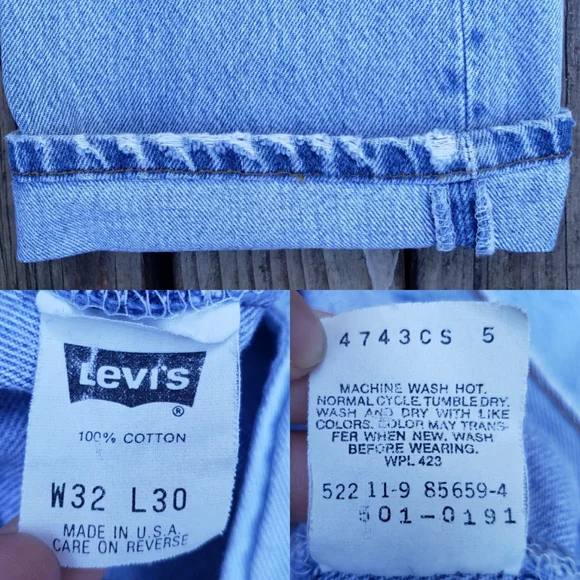 Levi's ®
100% COTTON
W32 L30
MADE IN U.S.A.
CARE ON REVERSE
4743CS 5
MACHINE WASH HOT.
NORMAL CYCLE, TUMBLE DRY.
WASH AND DRY WITH LIKE
COLORS. COLOR MAY TRANS-
FER WHEN NEW. WASH
BEFORE WEARING.
WPL 423
522 11-9 85659-4
501-0191